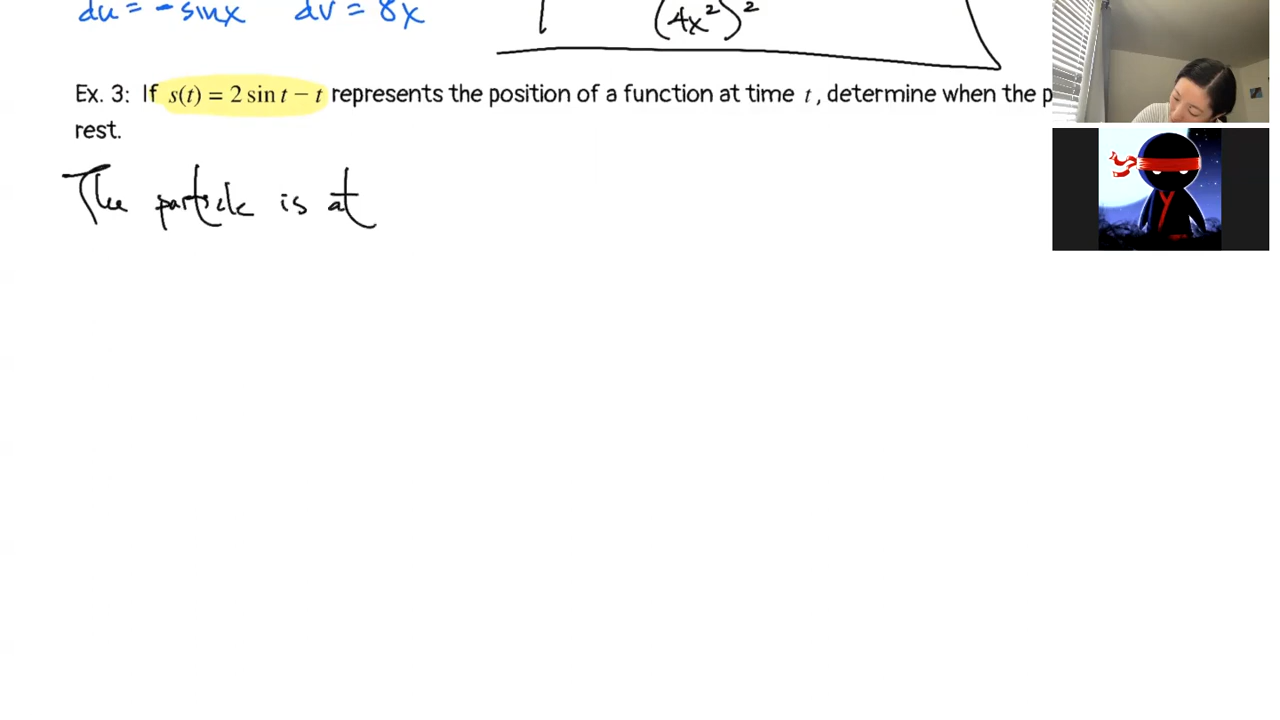 du = - sinx dv = 8x
(4x²)²
Ex. 3: If s(t) = 2 sin t − t represents the position of a function at time t, determine when the p
rest.
The particle is at